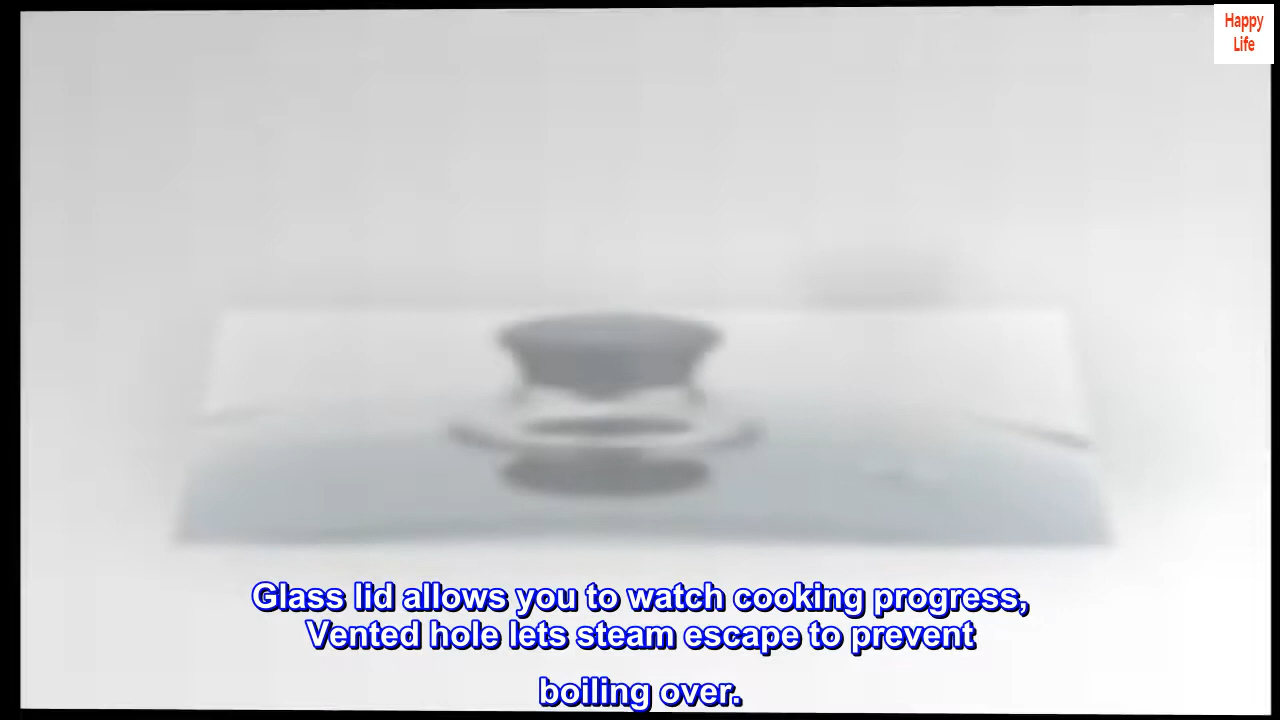 Happy
Life
Glass lid allows you to watch cooking progress,
Vented hole lets steam escape to prevent
boiling over.